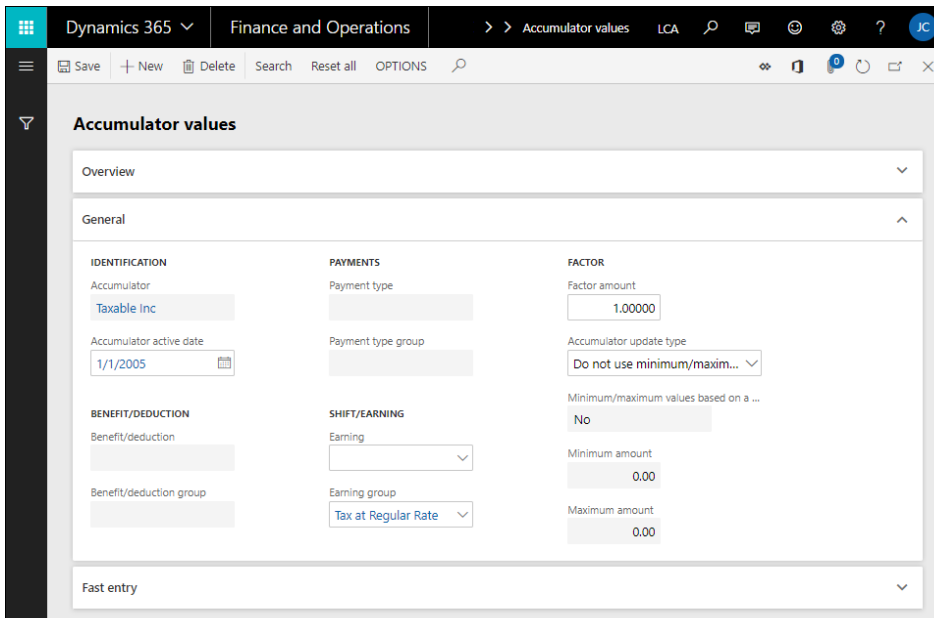 Dynamics 365 Finance and Operations > > Accumulator values LCA ? JC
Save + New Delete Search Reset all OPTIONS 0
Accumulator values
Overview
General
IDENTIFICATION PAYMENTS FACTOR
Accumulator Payment type Factor amount
Taxable Inc 1.00000
Accumulator active date Payment type group Accumulator update type
1/1/2005 Do not use minimum/maxim...
Minimum/maximum values based on a ...
BENEFIT/DEDUCTION SHIFT/EARNING No
Benefit/deduction Earning
Minimum amount
0.00
Benefit/deduction group Earning group
Tax at Regular Rate Maximum amount
0.00
Fast entry